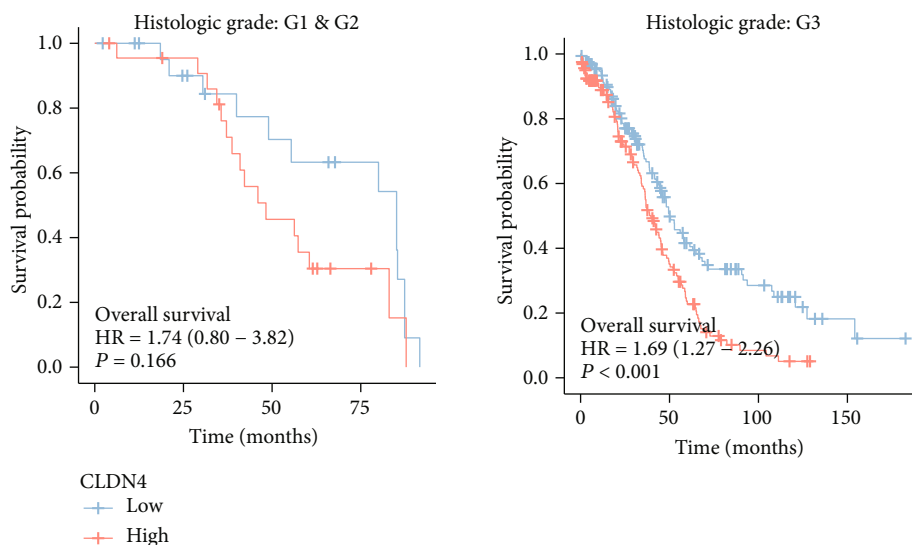 Histologic grade: G1 & G2
Survival probability
1.0
0.8
0.6
0.4
0.2
0.0
Overall survival
HR = 1.74 (0.80 – 3.82)
P = 0.166
0
25
50
75
Time (months)
Histologic grade: G3
Survival probability
1.0
0.8
0.6
0.4
0.2
0.0
Overall survival
HR = 1.69 (1.27 – 2.26)
P < 0.001
0
50
100
150
Time (months)
CLDN4
Low
High